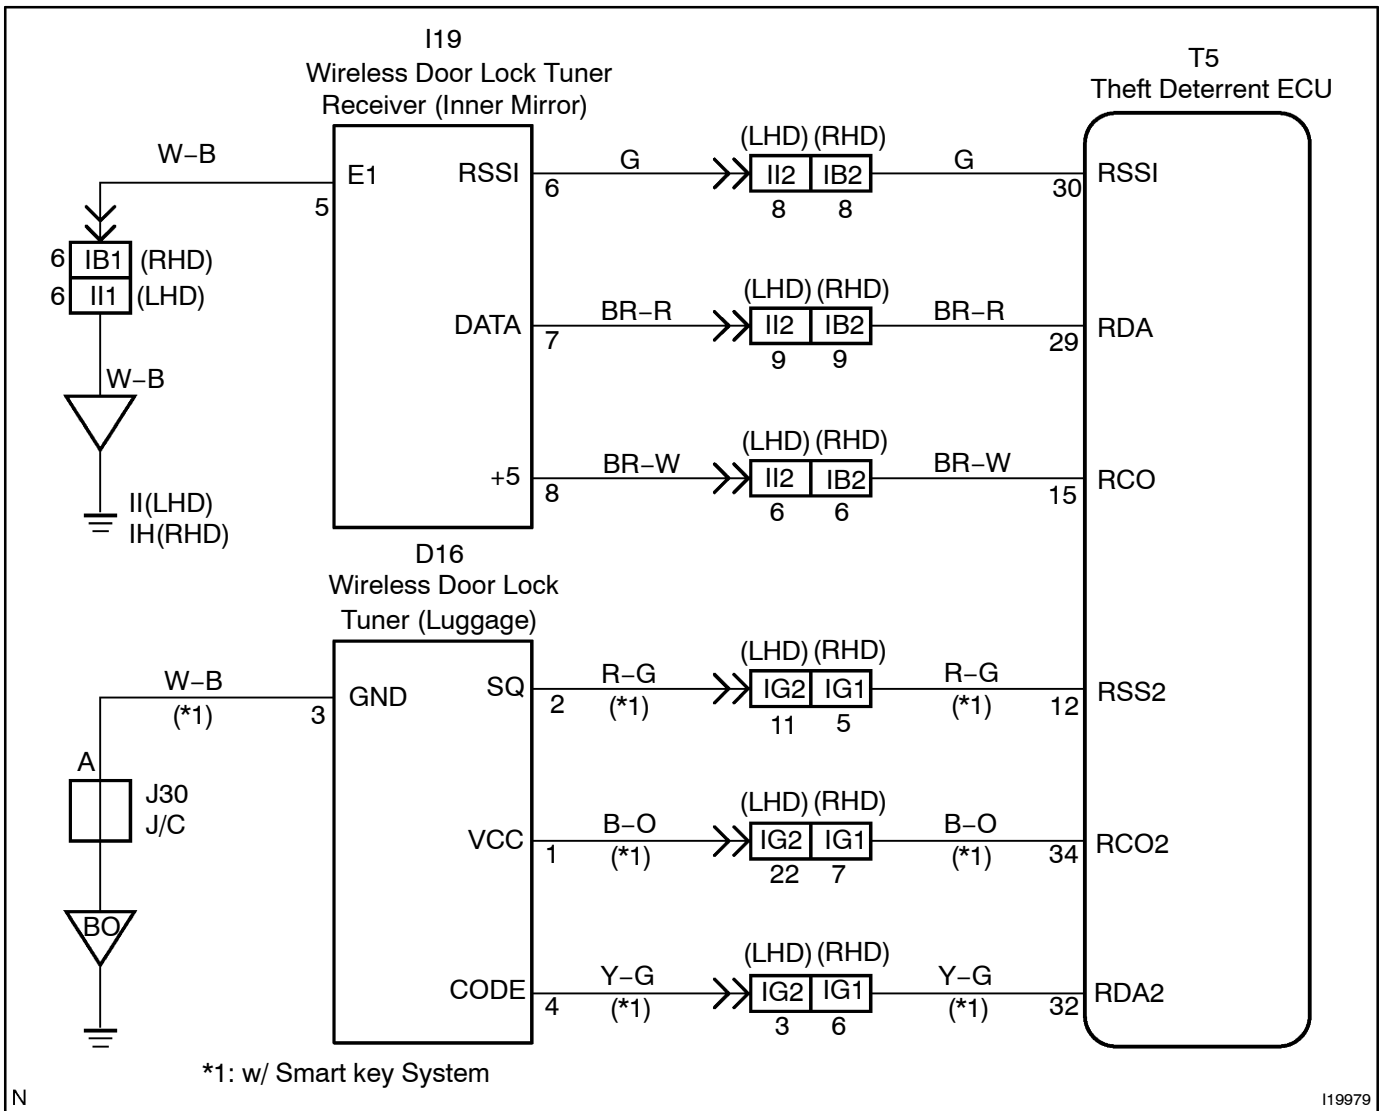 I19
Wireless Door Lock Tuner
Receiver (Inner Mirror)
T5
Theft Deterrent ECU
W–B
E1
5
RSSI
6
G
(LHD) (RHD)
II2 IB2
8 8
G
30
RSSI
6 IB1 (RHD)
6 II1 (LHD)
W–B
II(LHD)
IH(RHD)
DATA
7
BR–R
(LHD) (RHD)
II2 IB2
9 9
BR–R
29
RDA
+5
8
BR–W
(LHD) (RHD)
II2 IB2
6 6
BR–W
15
RCO
D16
Wireless Door Lock
Tuner (Luggage)
W–B
(*1)
3
GND
A
J30
J/C
BO
SQ
2
R–G
(*1)
(LHD) (RHD)
IG2 IG1
11 5
R–G
(*1)
12
RSS2
VCC
1
B–O
(*1)
(LHD) (RHD)
IG2 IG1
22 7
B–O
(*1)
34
RCO2
CODE
4
Y–G
(*1)
(LHD) (RHD)
IG2 IG1
3 6
Y–G
(*1)
32
RDA2
*1: w/ Smart key System
N
I19979